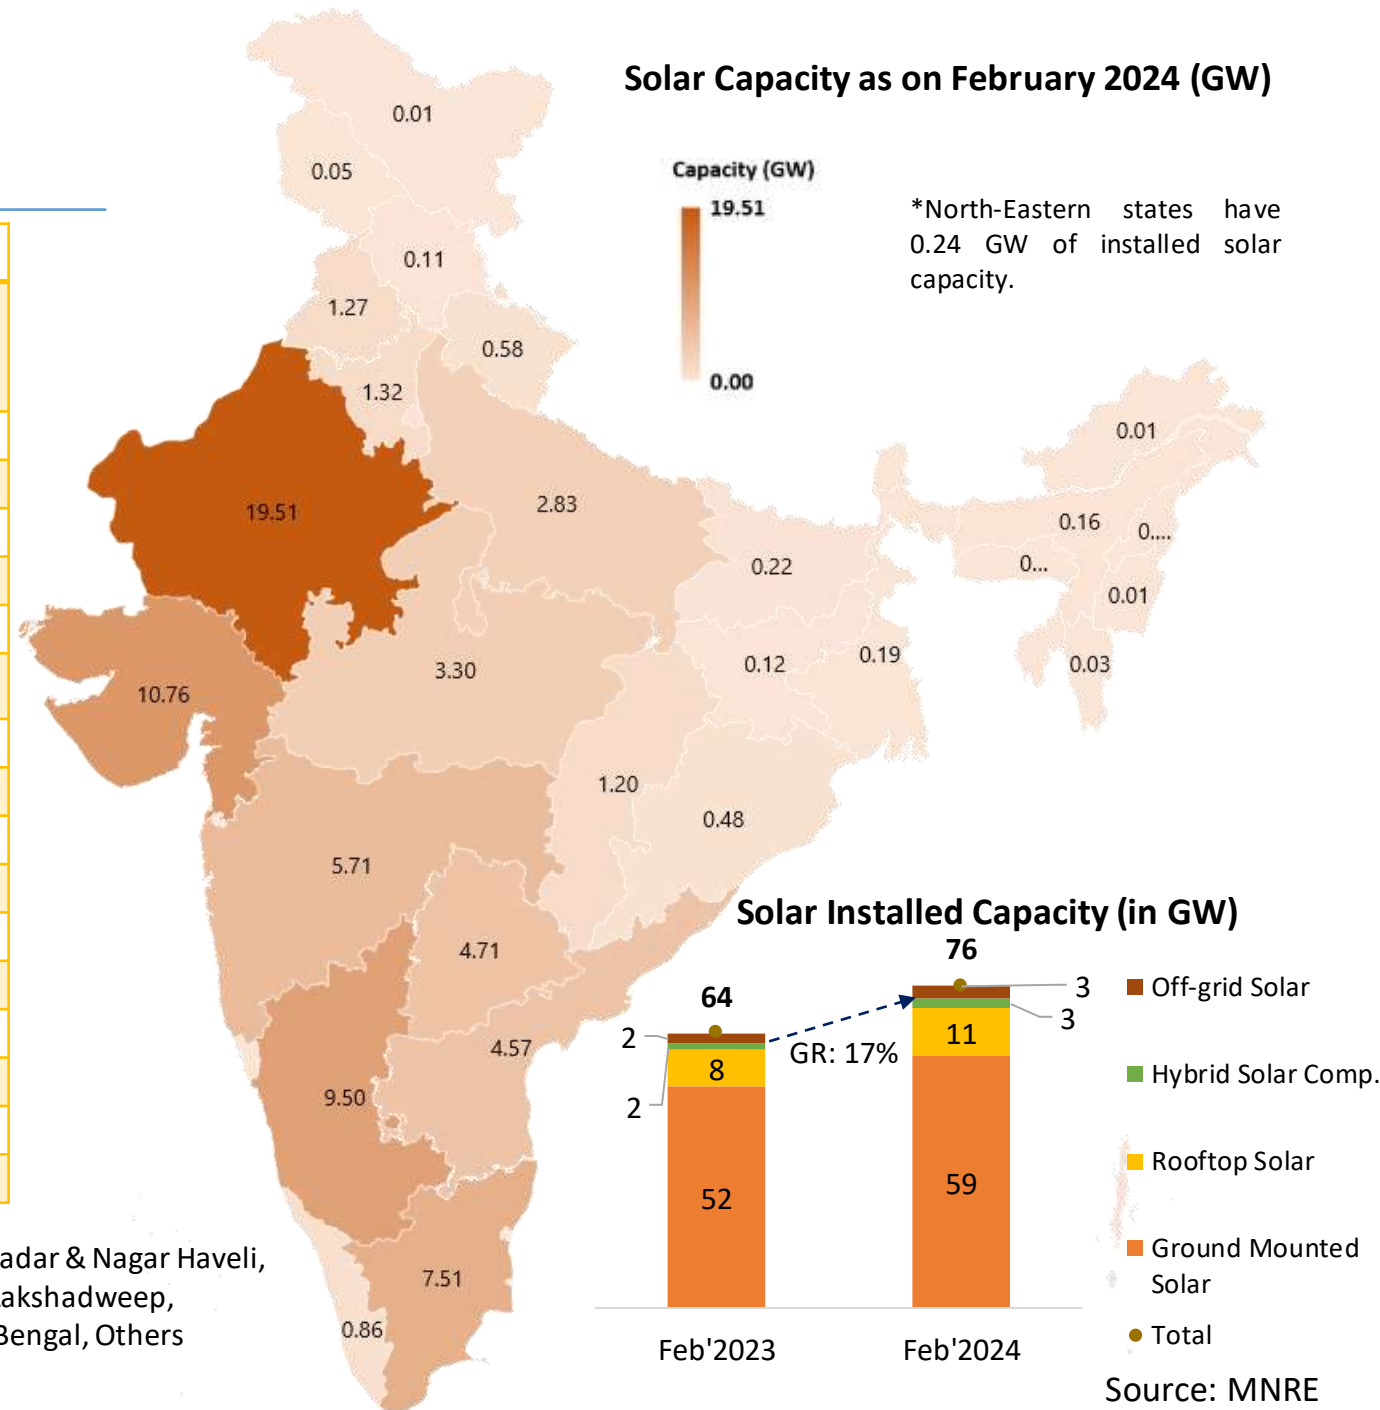 Solar Capacity as on February 2024 (GW)
Capacity (GW)
19.51
0.00
*North-Eastern states have
0.24 GW of installed solar
capacity.
0.01
0.05
0.11
1.27
0.58
1.32
19.51
2.83
0.01
0.16
0....
0...
0.01
0.03
0.22
0.12
0.19
3.30
10.76
1.20
0.48
5.71
4.71
4.57
9.50
7.51
0.86
Solar Installed Capacity (in GW)
64
76
2
2
8
52
GR: 17%
3
3
11
59
Feb'2023
Feb'2024
Off-grid Solar
Hybrid Solar Comp.
Rooftop Solar
Ground Mounted
Solar
Total
Source: MNRE
adar & Nagar Haveli,
akshadweep,
Bengal, Others